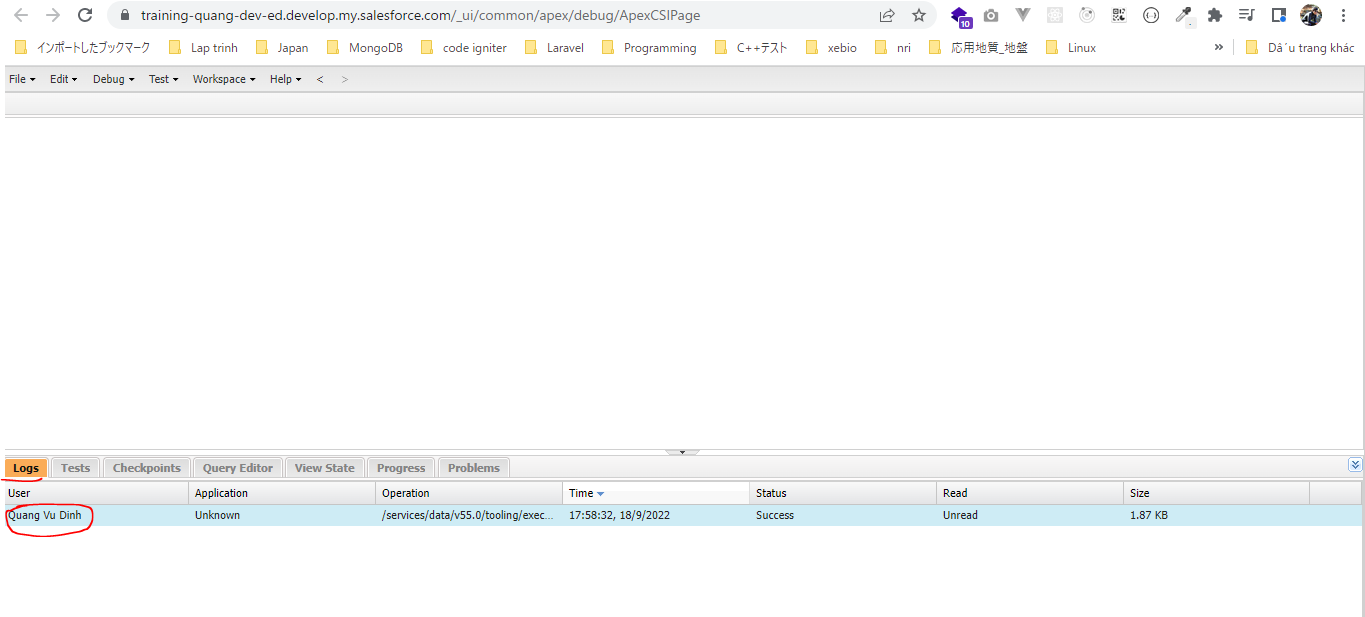 training-quang-dev-ed.develop.my.salesforce.com/_ui/common/apex/debug/ApexCSIPage
10
インポートしたブックマーク Lap trinh Japan MongoDB code igniter Laravel Programming C++テスト xebio nri 応用地質_地盤 Linux » Dấu trang khác
File Edit Debug Test Workspace Help < >
Logs Tests Checkpoints Query Editor View State Progress Problems
User Application Operation Time Status Read Size
Quang Vu Dinh Unknown /services/data/v55.0/tooling/exec... 17:58:32, 18/9/2022 Success Unread 1.87 KB